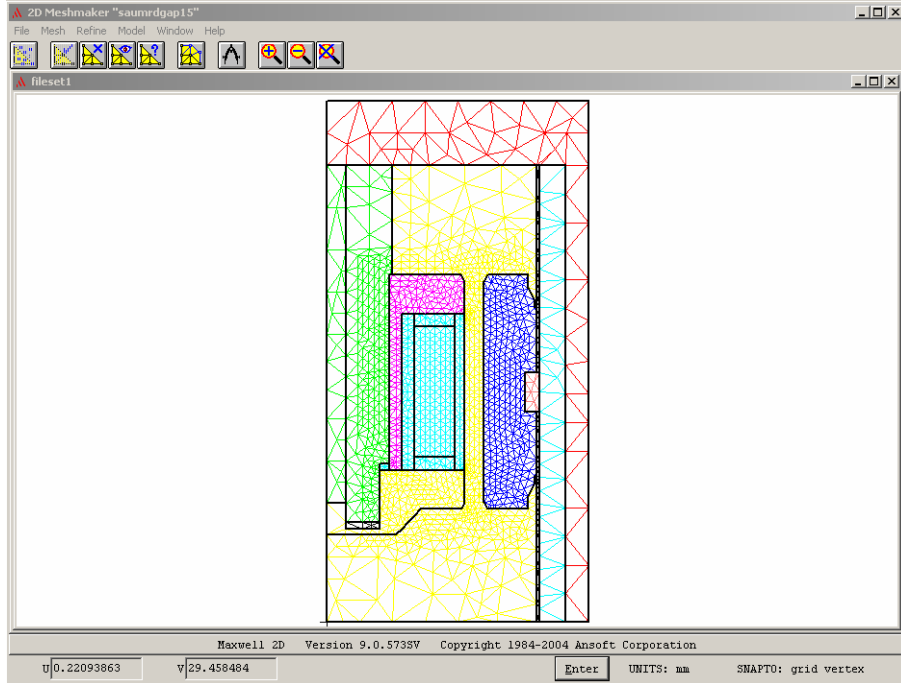 2D Meshmaker "saumrdgap15"
File Mesh Refine Model Window Help
fileset1
Maxwell 2D Version 9.0.573SV Copyright 1984-2004 Ansoft Corporation
U 0.22093863 V 29.458484 Enter UNITS: mm SNAPTO: grid vertex